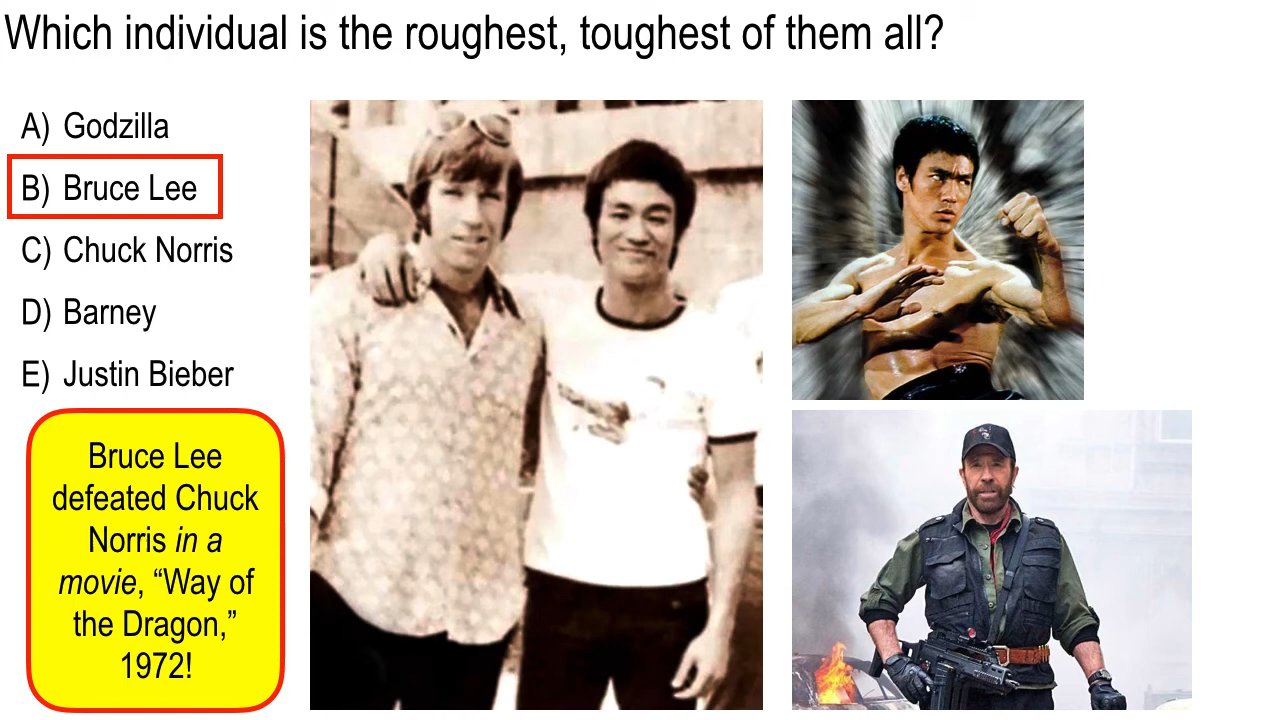 Which individual is the roughest, toughest of them all?
A) Godzilla
B) Bruce Lee
C) Chuck Norris
D) Barney
E) Justin Bieber
Bruce Lee
defeated Chuck
Norris in a
movie, “Way of
the Dragon,”
1972!